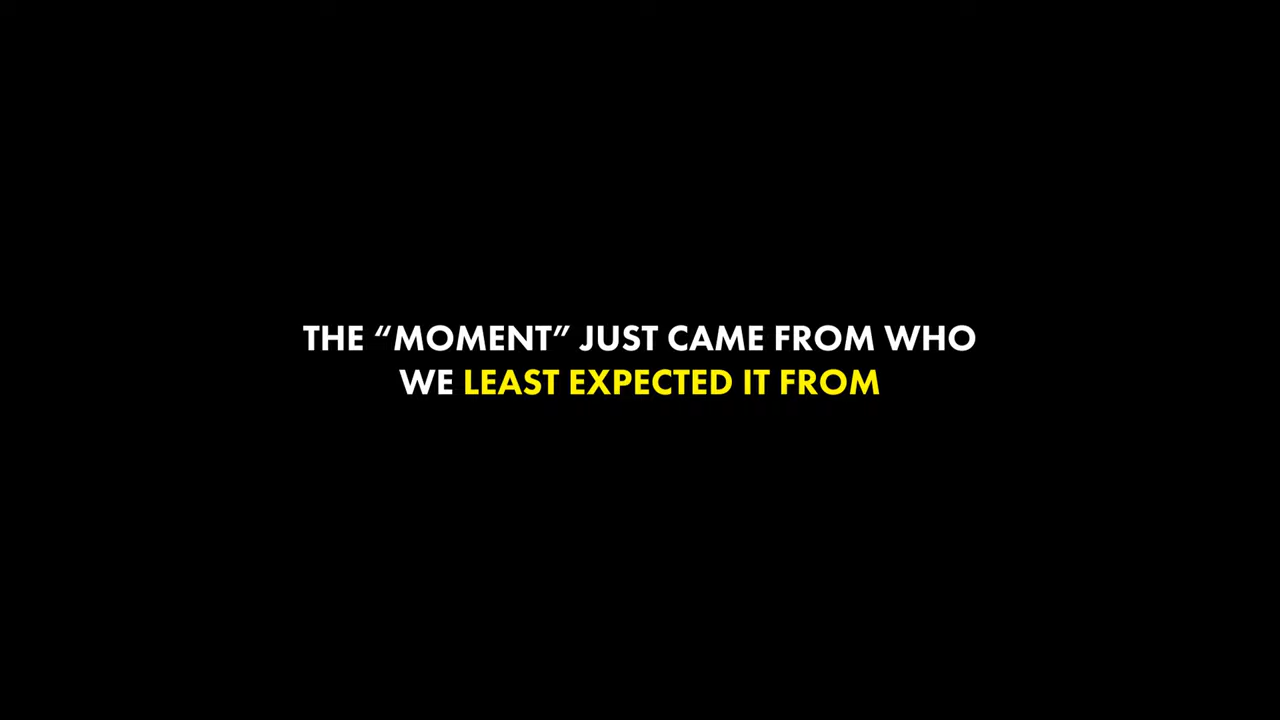 THE “MOMENT” JUST CAME FROM WHO
WE LEAST EXPECTED IT FROM